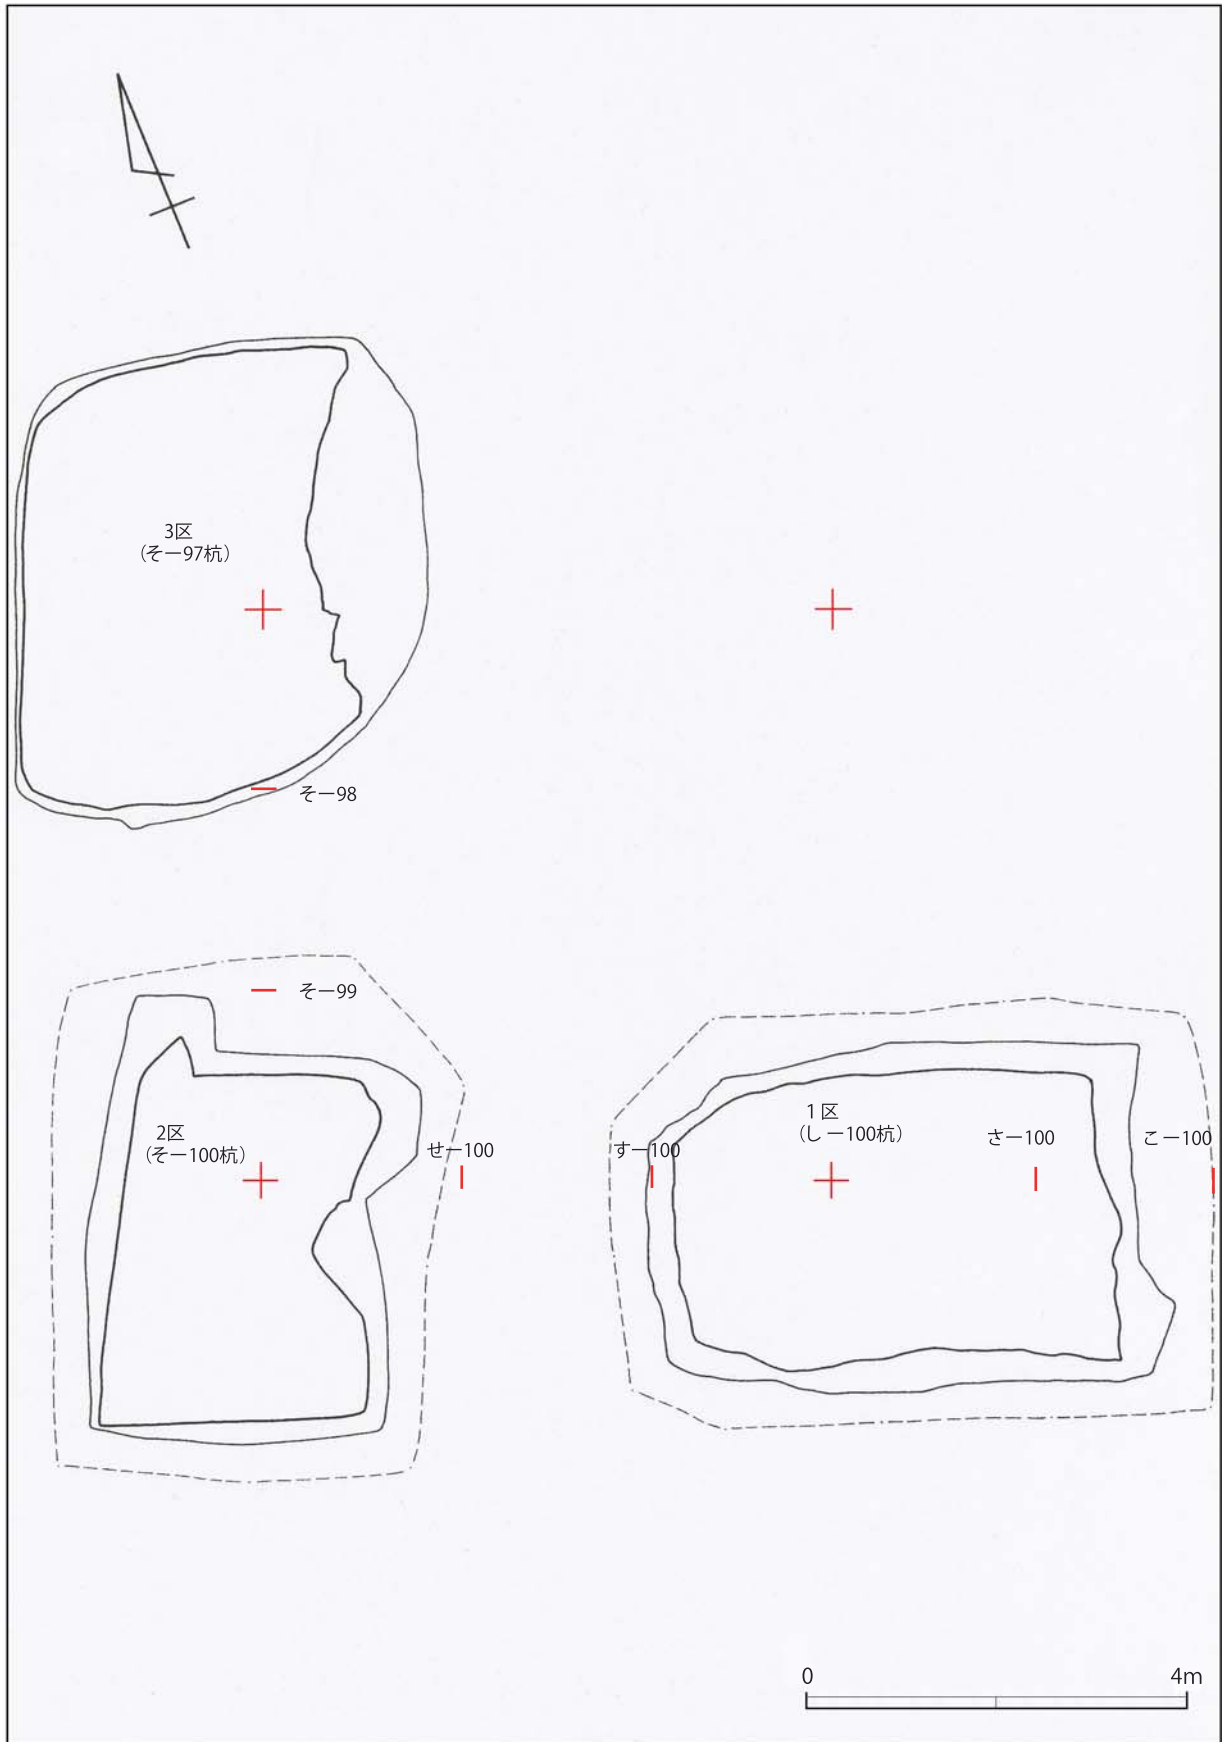 3区
（そー97杭）
そー98
そー99
2区
（そー100杭）
せー100
すー100
1区
（しー100杭）
さー100
こー100
0
4m